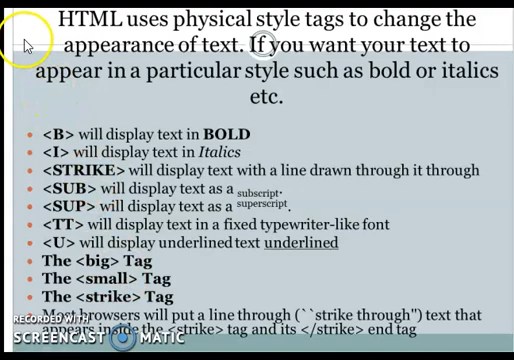 HTML uses physical style tags to change the
appearance of text. If you want your text to
appear in a particular style such as bold or italics
etc.
<B> will display text in BOLD
<I> will display text in Italics
<STRIKE> will display text with a line drawn through it through
<SUB> will display text as a subscript.
<SUP> will display text as a superscript.
<TT> will display text in a fixed typewriter-like font
<U> will display underlined text underlined
The <big> Tag
The <small> Tag
The <strike> Tag
Most browsers will put a line through (``strike through'') text that
appears inside the <strike> tag and its </strike> end tag
RECORDED WITH
SCREENCAST MATIC